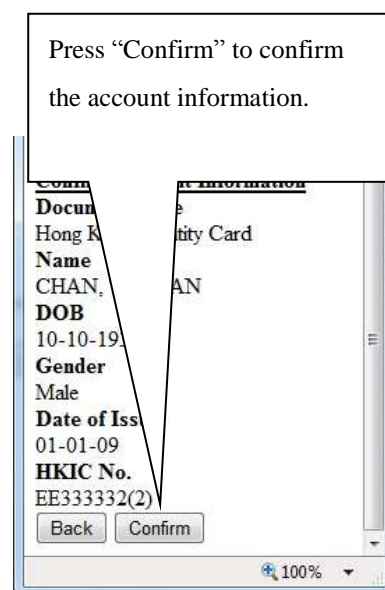 Press “Confirm” to confirm
the account information.
Information
Hong K tity Card
Name
CHAN, AN
DOB
10-10-19
Gender
Male
Date of Iss
01-01-09
HKIC No.
EE333332(2)
Back Confirm
100%